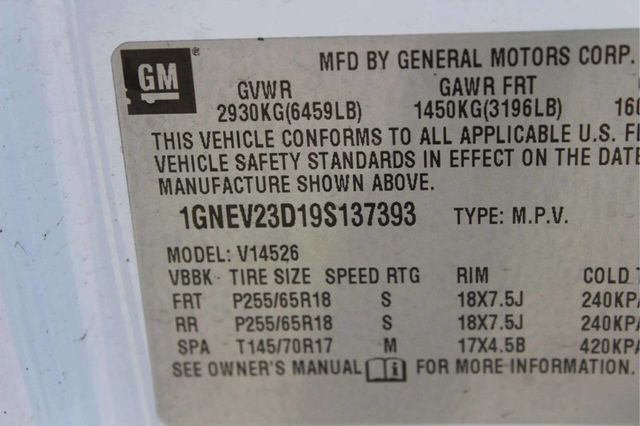 GM ® MFD BY GENERAL MOTORS CORP.
GVWR GAWR FRT
2930KG(6459LB) 1450KG(3196LB)
THIS VEHICLE CONFORMS TO ALL APPLICABLE U.S.
VEHICLE SAFETY STANDARDS IN EFFECT ON THE DATE
MANUFACTURE SHOWN ABOVE.
1GNEV23D19S137393 TYPE: M.P.V.
MODEL: V14526
VBBK TIRE SIZE SPEED RTG RIM COLD
FRT P255/65R18 S 18X7.5J 240KPA
RR P255/65R18 S 18X7.5J 240KPA
SPA T145/70R17 M 17X4.5B 420KPA
SEE OWNER'S MANUAL i FOR MORE INFORMATION.